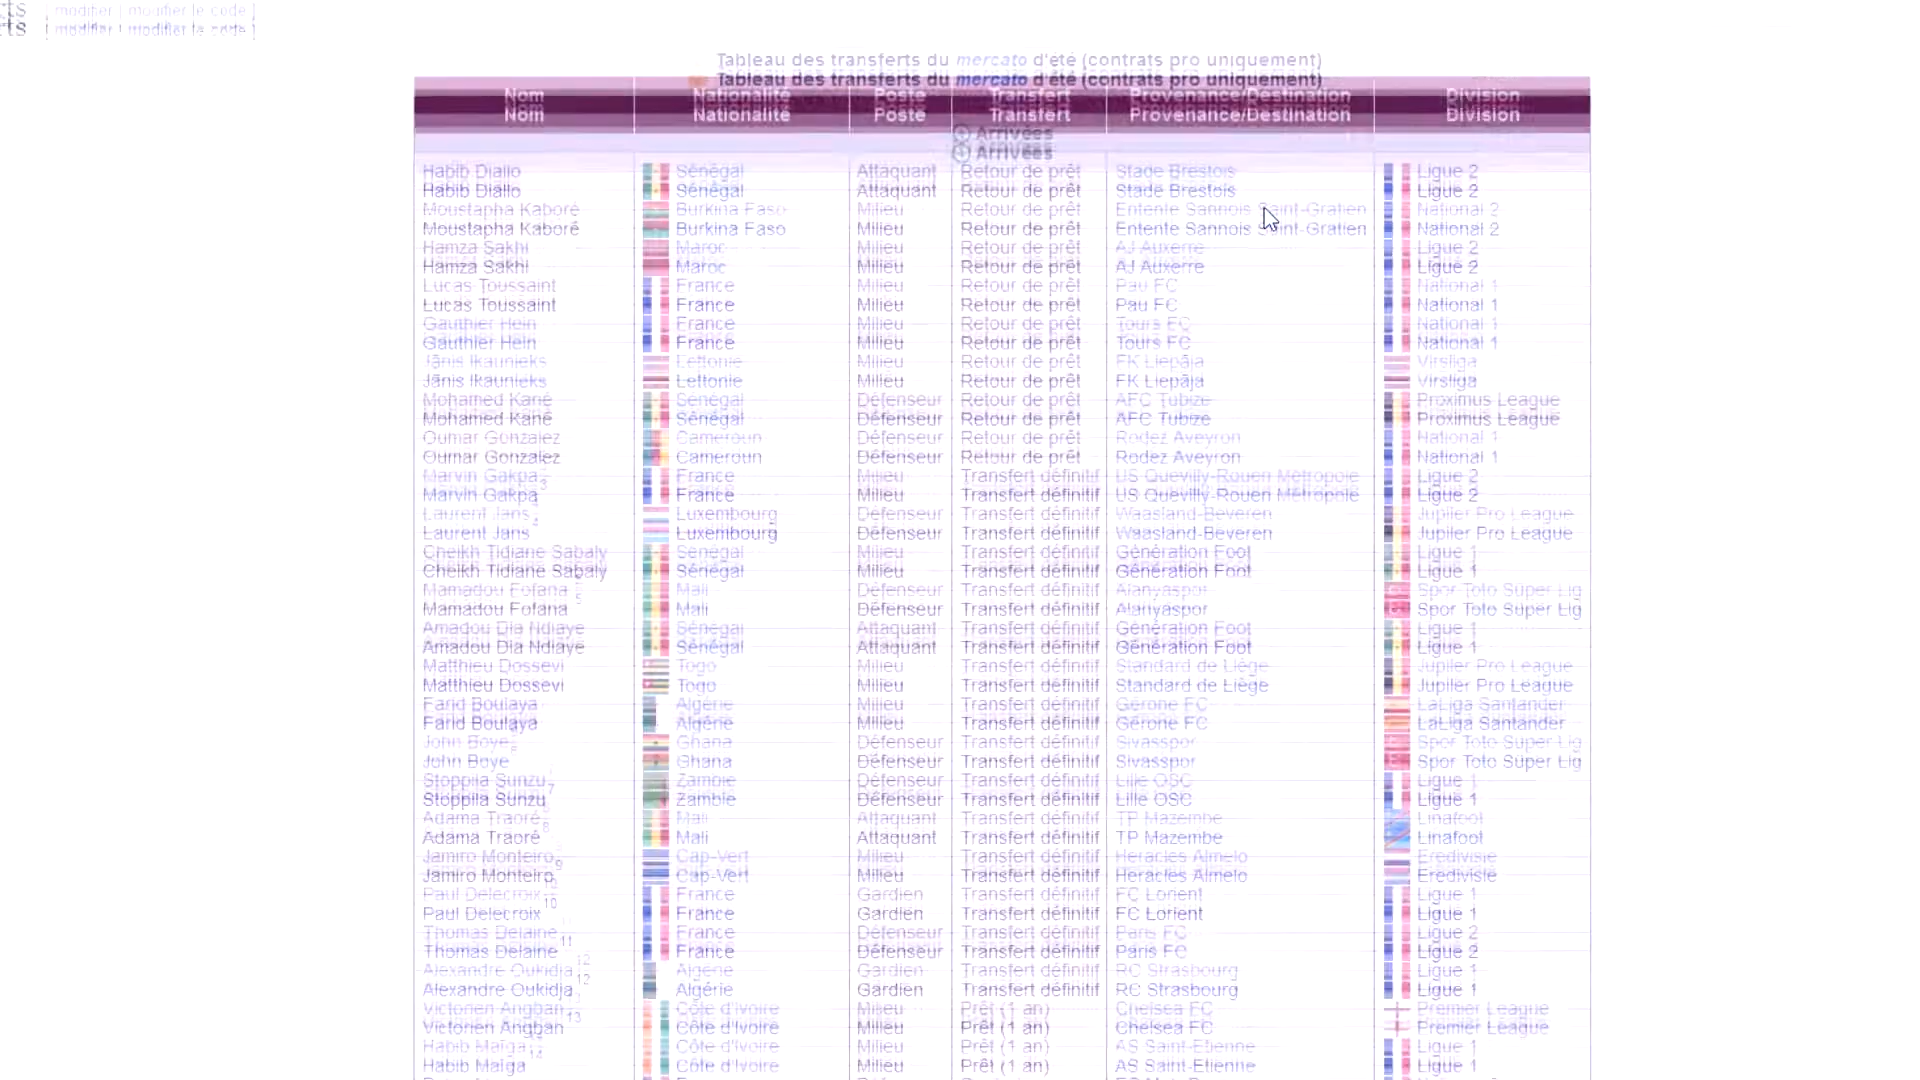 [ modifier | modifier le code ]
Tableau des transferts du mercato d'été (contrats pro uniquement)
Nom Nationalité Poste Transfert Provenance/Destination Division
Arrivées
Habib Diallo Sénégal Attaquant Retour de prêt Stade Brestois Ligue 2
Moustapha Kaboré Burkina Faso Milieu Retour de prêt Entente Sannois Saint-Gratien National 2
Hamza Sakhi Maroc Milieu Retour de prêt AJ Auxerre Ligue 2
Lucas Toussaint France Milieu Retour de prêt Pau FC National 1
Gauthier Hein France Milieu Retour de prêt Tours FC National 1
Jānis Ikaunieks Lettonie Milieu Retour de prêt FK Liepāja Virsliga
Mohamed Kané Sénégal Défenseur Retour de prêt AFC Tubize Proximus League
Oumar Gonzalez Cameroun Défenseur Retour de prêt Rodez Aveyron National 1
Marvin Gakpa France Milieu Transfert définitif US Quevilly-Rouen Métropole Ligue 2
Laurent Jans Luxembourg Défenseur Transfert définitif Waasland-Beveren Jupiler Pro League
Cheikh Tidiane Sabaly Sénégal Milieu Transfert définitif Génération Foot Ligue 1
Mamadou Fofana Mali Défenseur Transfert définitif Alanyaspor Spor Toto Süper Lig
Amadou Dia Ndiaye Sénégal Attaquant Transfert définitif Génération Foot Ligue 1
Matthieu Dossevi Togo Milieu Transfert définitif Standard de Liège Jupiler Pro League
Farid Boulaya Algérie Milieu Transfert définitif Gérone FC LaLiga Santander
John Boye Ghana Défenseur Transfert définitif Sivasspor Spor Toto Süper Lig
Stoppila Sunzu 7 Zambie Défenseur Transfert définitif Lille OSC Ligue 1
Adama Traoré 8 Mali Attaquant Transfert définitif TP Mazembe Linafoot
Jamiro Monteiro 9 Cap-Vert Milieu Transfert définitif Heracles Almelo Eredivisie
Paul Delecroix 10 France Gardien Transfert définitif FC Lorient Ligue 1
Thomas Delaine 11 France Défenseur Transfert définitif Paris FC Ligue 2
Alexandre Oukidja 12 Algérie Gardien Transfert définitif RC Strasbourg Ligue 1
Victorien Angban 13 Côte d'Ivoire Milieu Prêt (1 an) Chelsea FC Premier League
Habib Maïga Côte d'Ivoire Milieu Prêt (1 an) AS Saint-Etienne Ligue 1